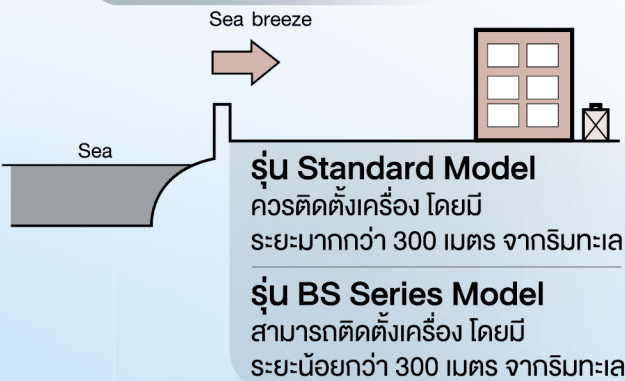 Sea breeze
Sea
รุ่น Standard Model
ควรติดตั้งเครื่อง โดยมี
ระยะมากกว่า 300 เมตร จากริมทะเล
รุ่น BS Series Model
สามารถติดตั้งเครื่อง โดยมี
ระยะน้อยกว่า 300 เมตร จากริมทะเล